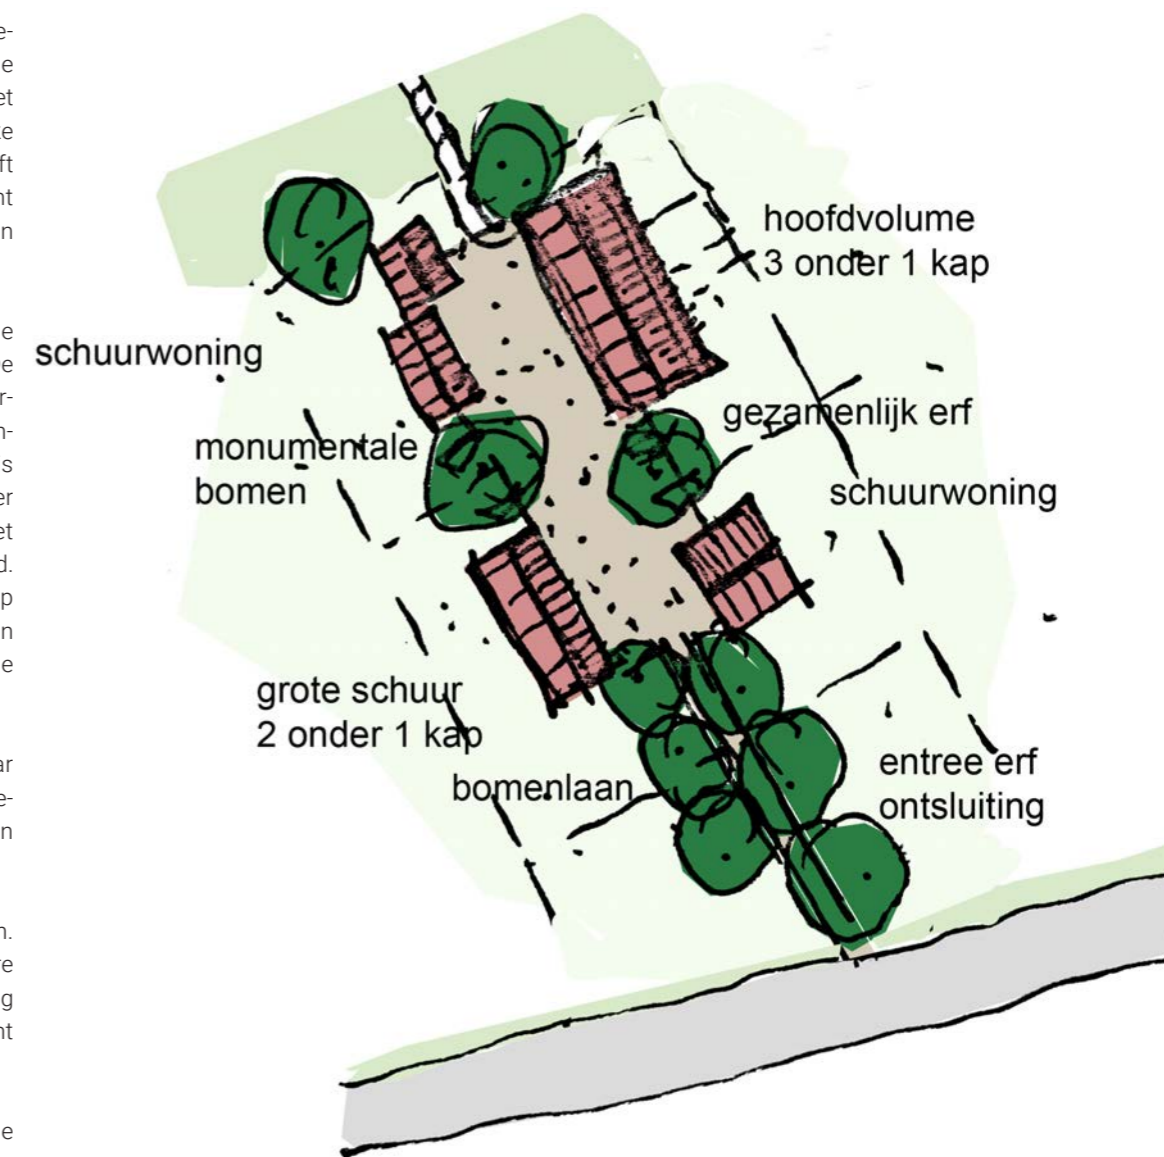 hoofdvolume
3 onder 1 kap
schuurwoning
gezamenlijk erf
monumentale
bomen
schuurwoning
grote schuur
2 onder 1 kap
bomenlaan
entree erf
ontsluiting